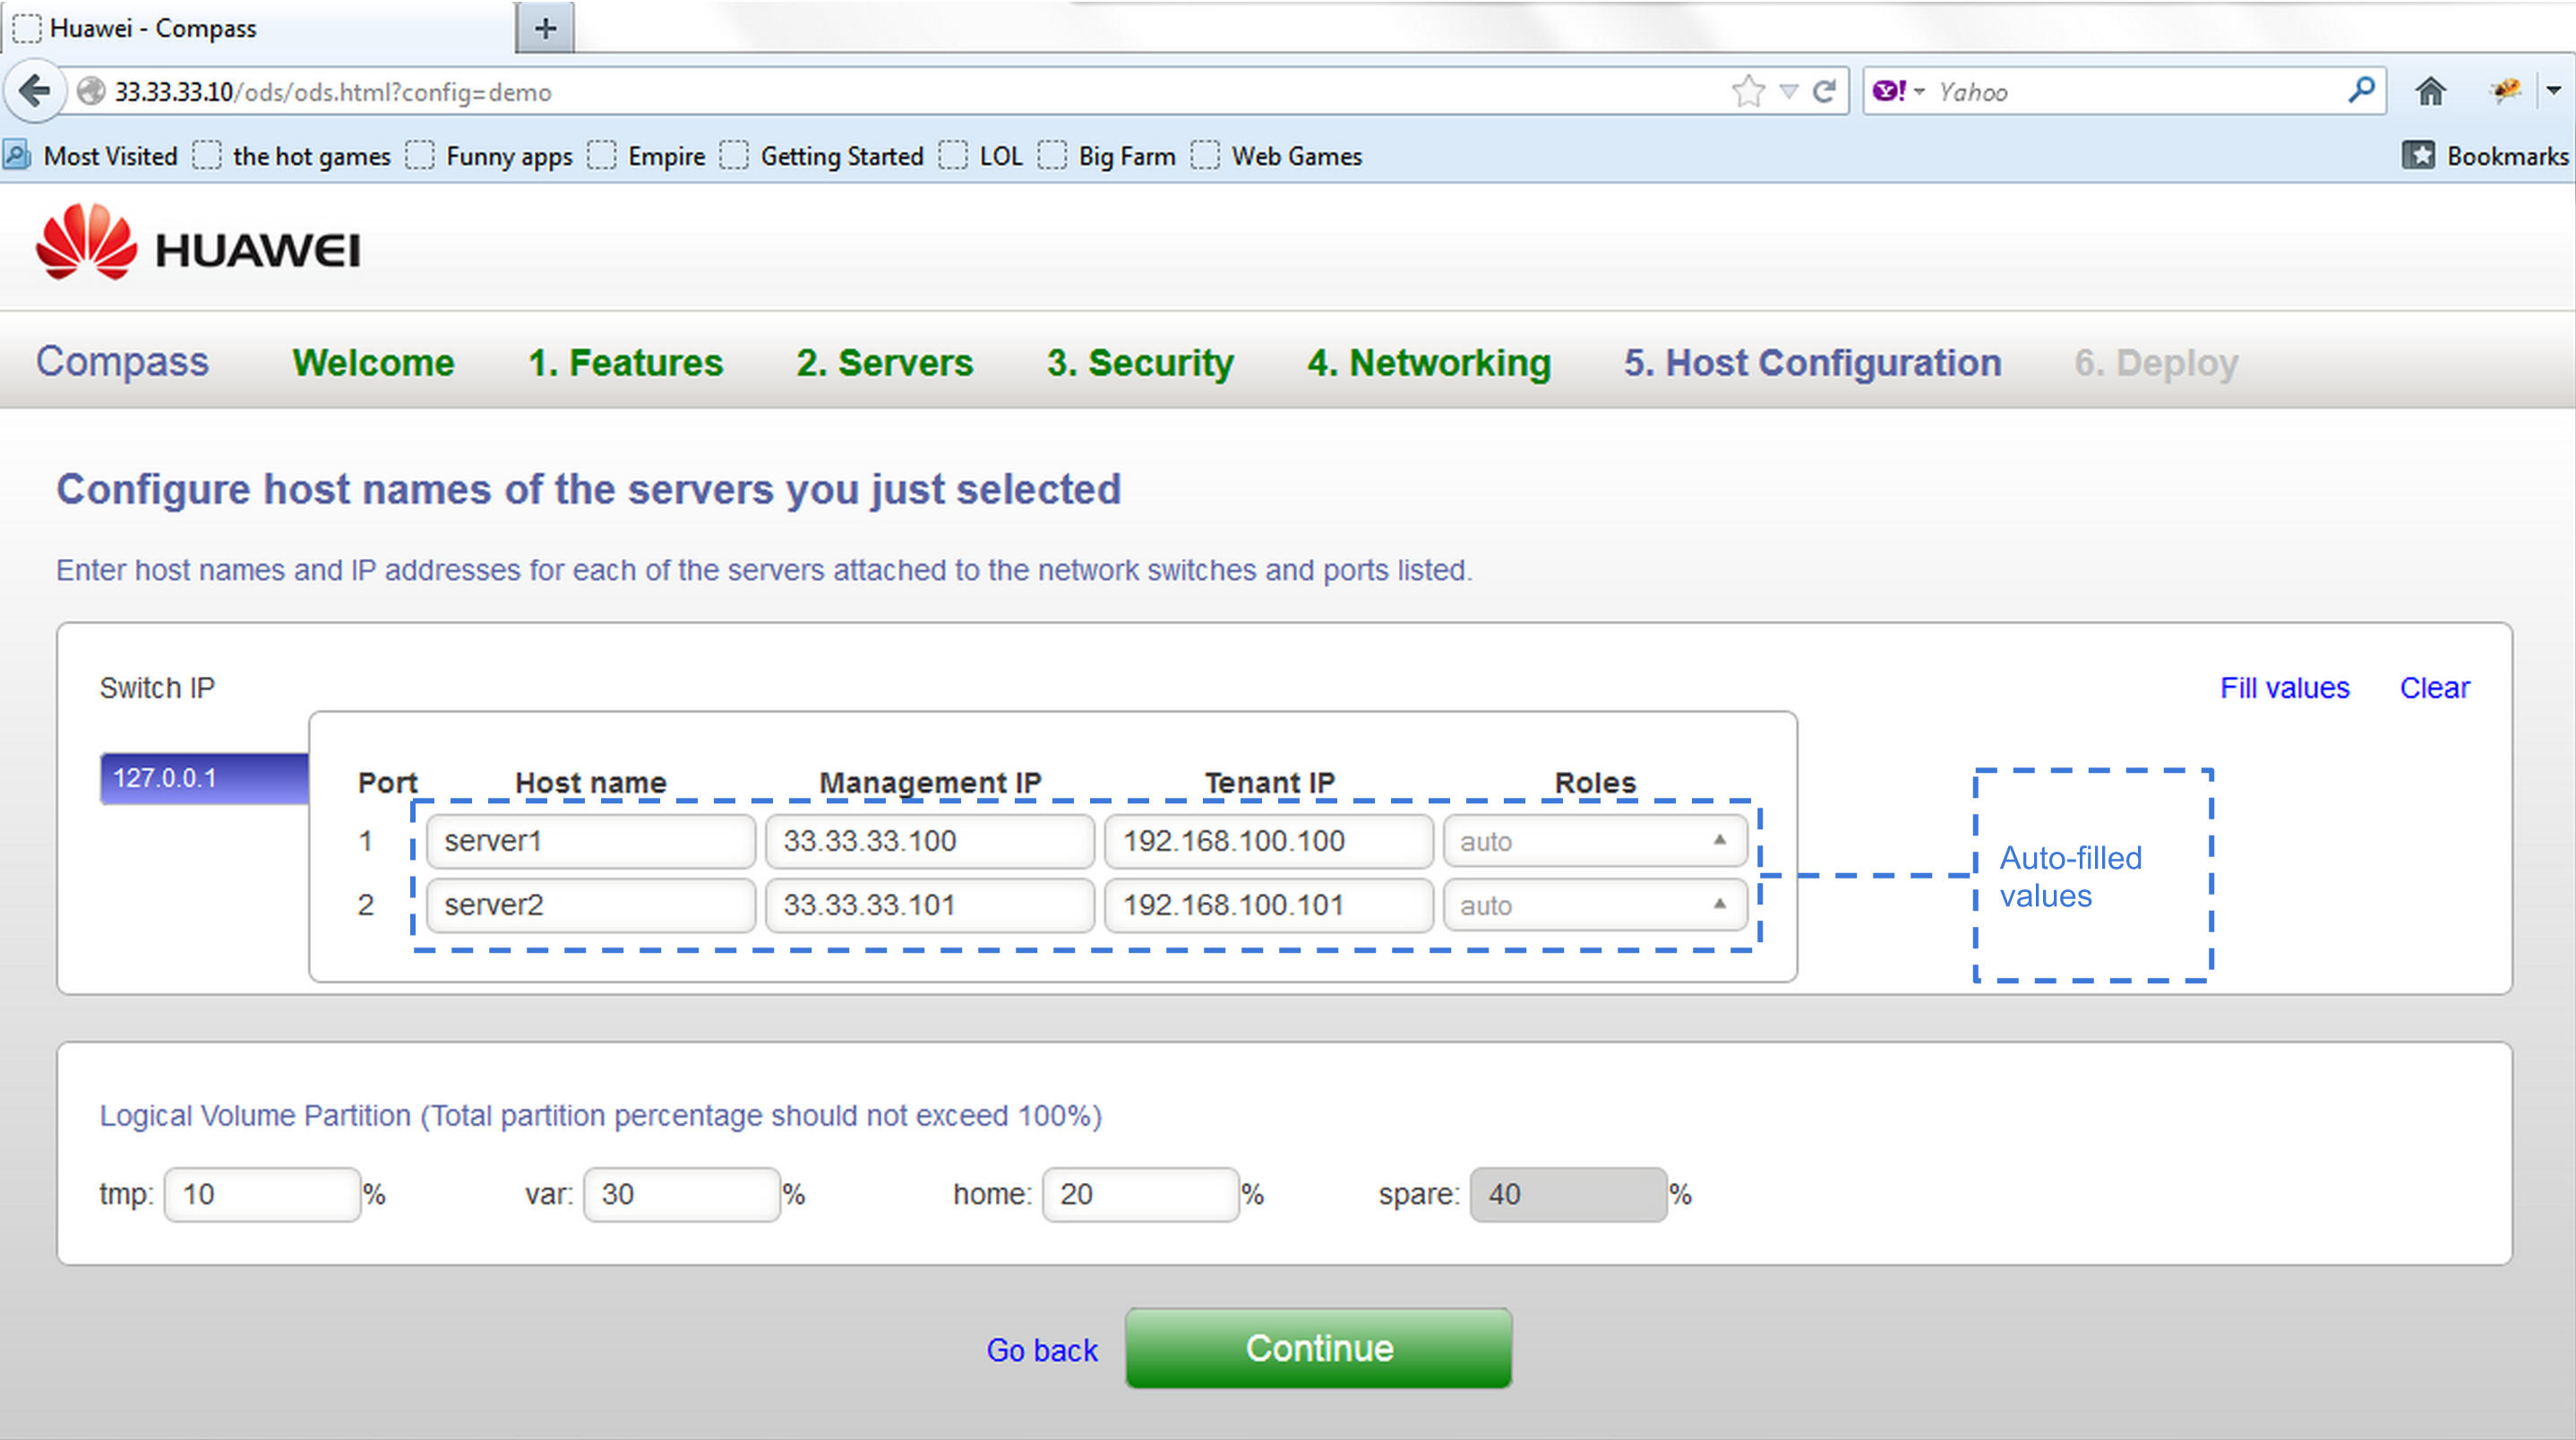 Huawei - Compass +
33.33.33.10/ods/ods.html?config=demo Y! Yahoo
Most Visited the hot games Funny apps Empire Getting Started LOL Big Farm Web Games Bookmarks
HUAWEI
Compass Welcome 1. Features 2. Servers 3. Security 4. Networking 5. Host Configuration 6. Deploy
Configure host names of the servers you just selected
Enter host names and IP addresses for each of the servers attached to the network switches and ports listed.
Switch IP Fill values Clear
127.0.0.1
Port Host name Management IP Tenant IP Roles
1 server1 33.33.33.100 192.168.100.100 auto
2 server2 33.33.33.101 192.168.100.101 auto
Auto-filled
values
Logical Volume Partition (Total partition percentage should not exceed 100%)
tmp: 10 % var: 30 % home: 20 % spare: 40 %
Go back Continue